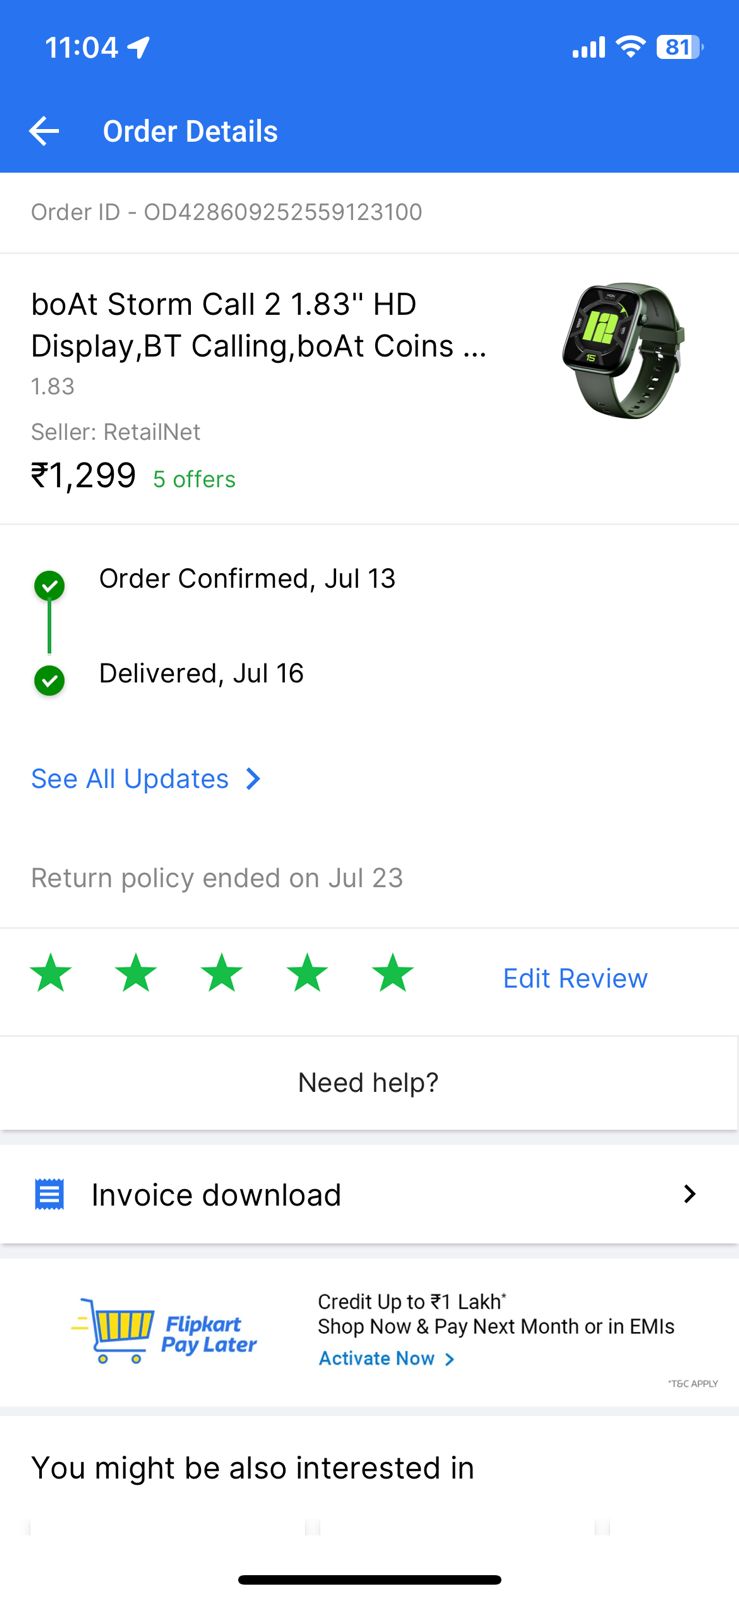 11:04
81
Order Details
Order ID - OD428609252559123100
boAt Storm Call 2 1.83" HD
Display,BT Calling,boAt Coins ...
1.83
Seller: RetailNet
₹1,299 5 offers
Order Confirmed, Jul 13
Delivered, Jul 16
See All Updates
Return policy ended on Jul 23
Edit Review
Need help?
Invoice download
Flipkart
Pay Later
Credit Up to ₹1 Lakh*
Shop Now & Pay Next Month or in EMIs
Activate Now
*T&C APPLY
You might be also interested in